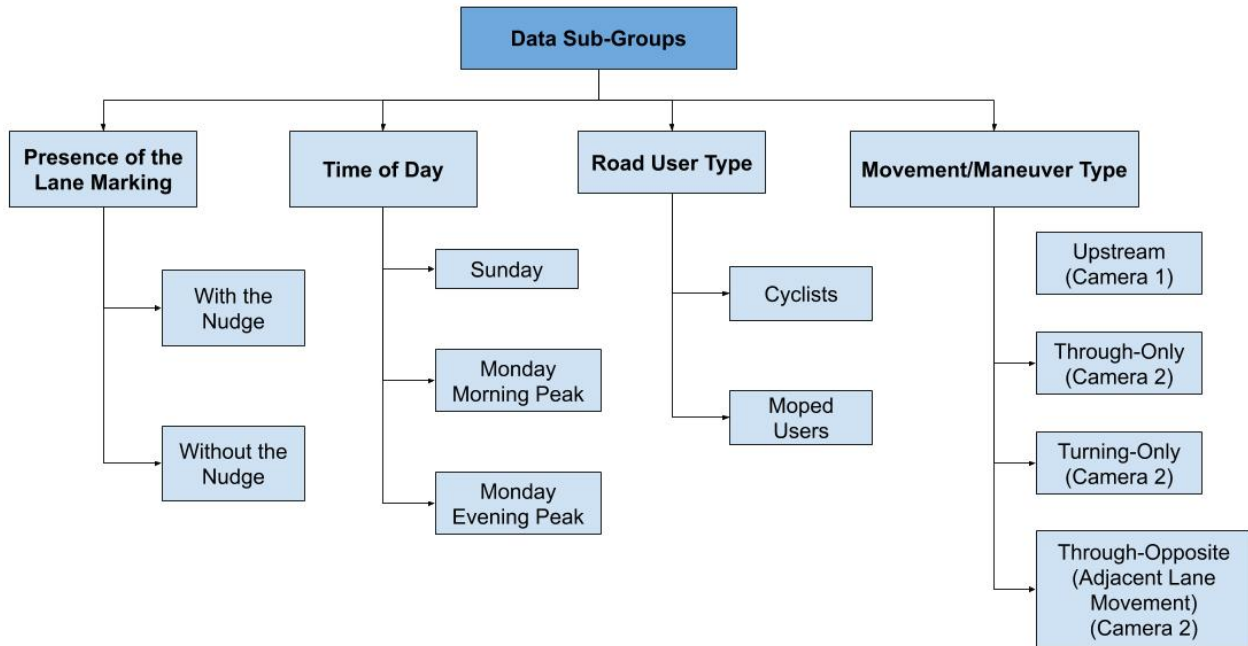 Data Sub-Groups
Presence of the
Lane Marking
Time of Day
Road User Type
Movement/Maneuver Type
With the
Nudge
Without the
Nudge
Sunday
Monday
Morning Peak
Monday
Evening Peak
Cyclists
Moped
Users
Upstream
(Camera 1)
Through-Only
(Camera 2)
Turning-Only
(Camera 2)
Through-Opposite
(Adjacent Lane
Movement)
(Camera 2)